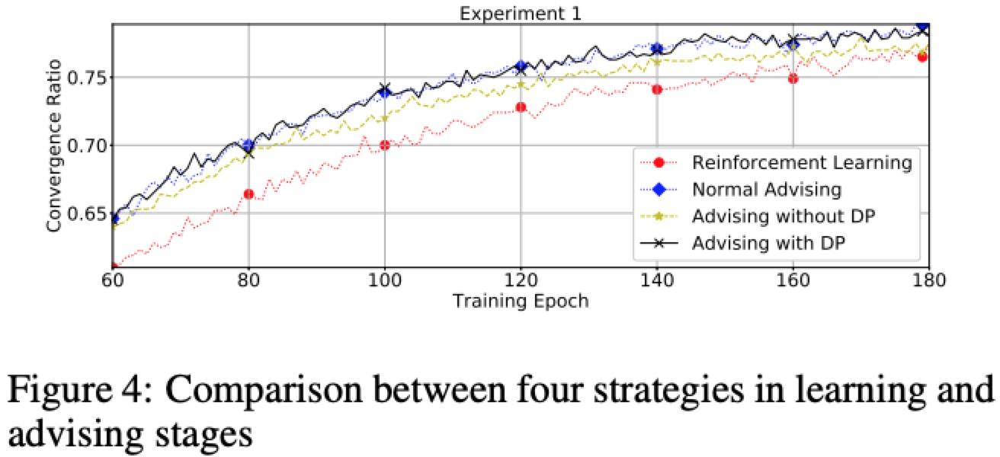 Experiment 1
Convergence Ratio
0.75
0.70
0.65
60 80 100 120 140 160 180
Training Epoch
Reinforcement Learning
Normal Advising
Advising without DP
Advising with DP
Figure 4: Comparison between four strategies in learning and
advising stages